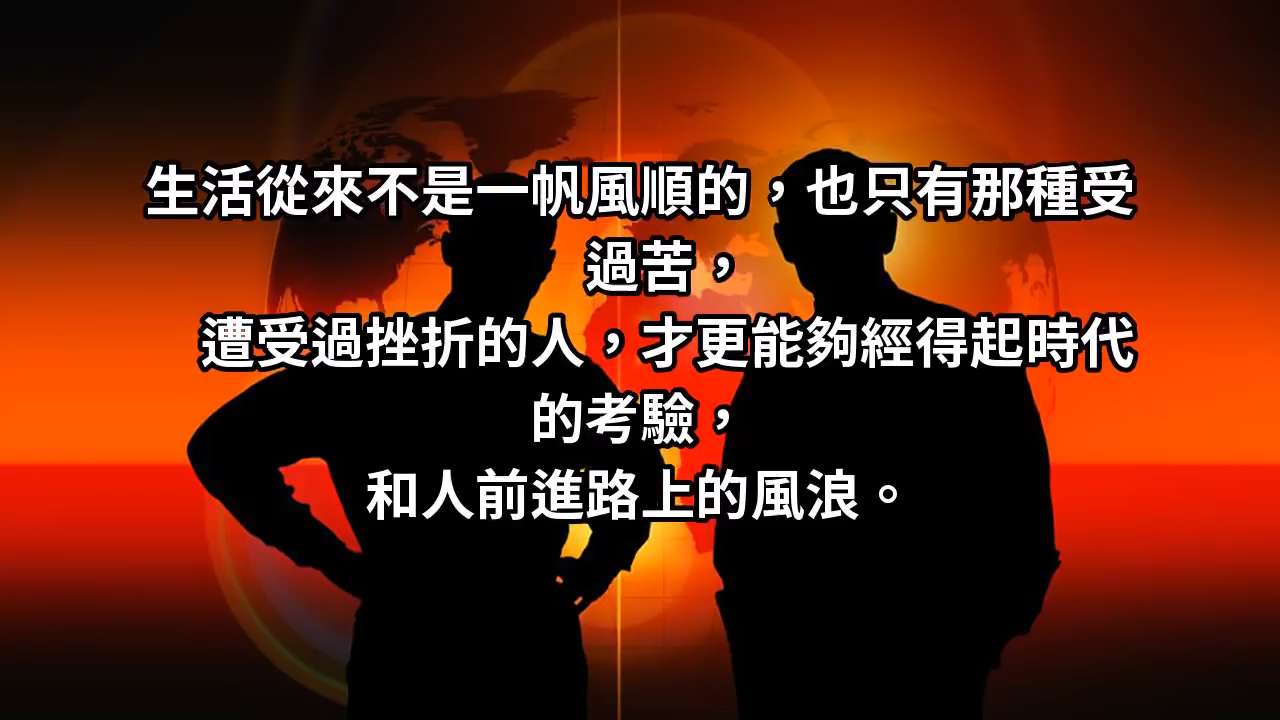 生活從來不是一帆風順的，也只有那種受
過苦，
遭受過挫折的人，才更能夠經得起時代
的考驗，
和人前進路上的風浪。